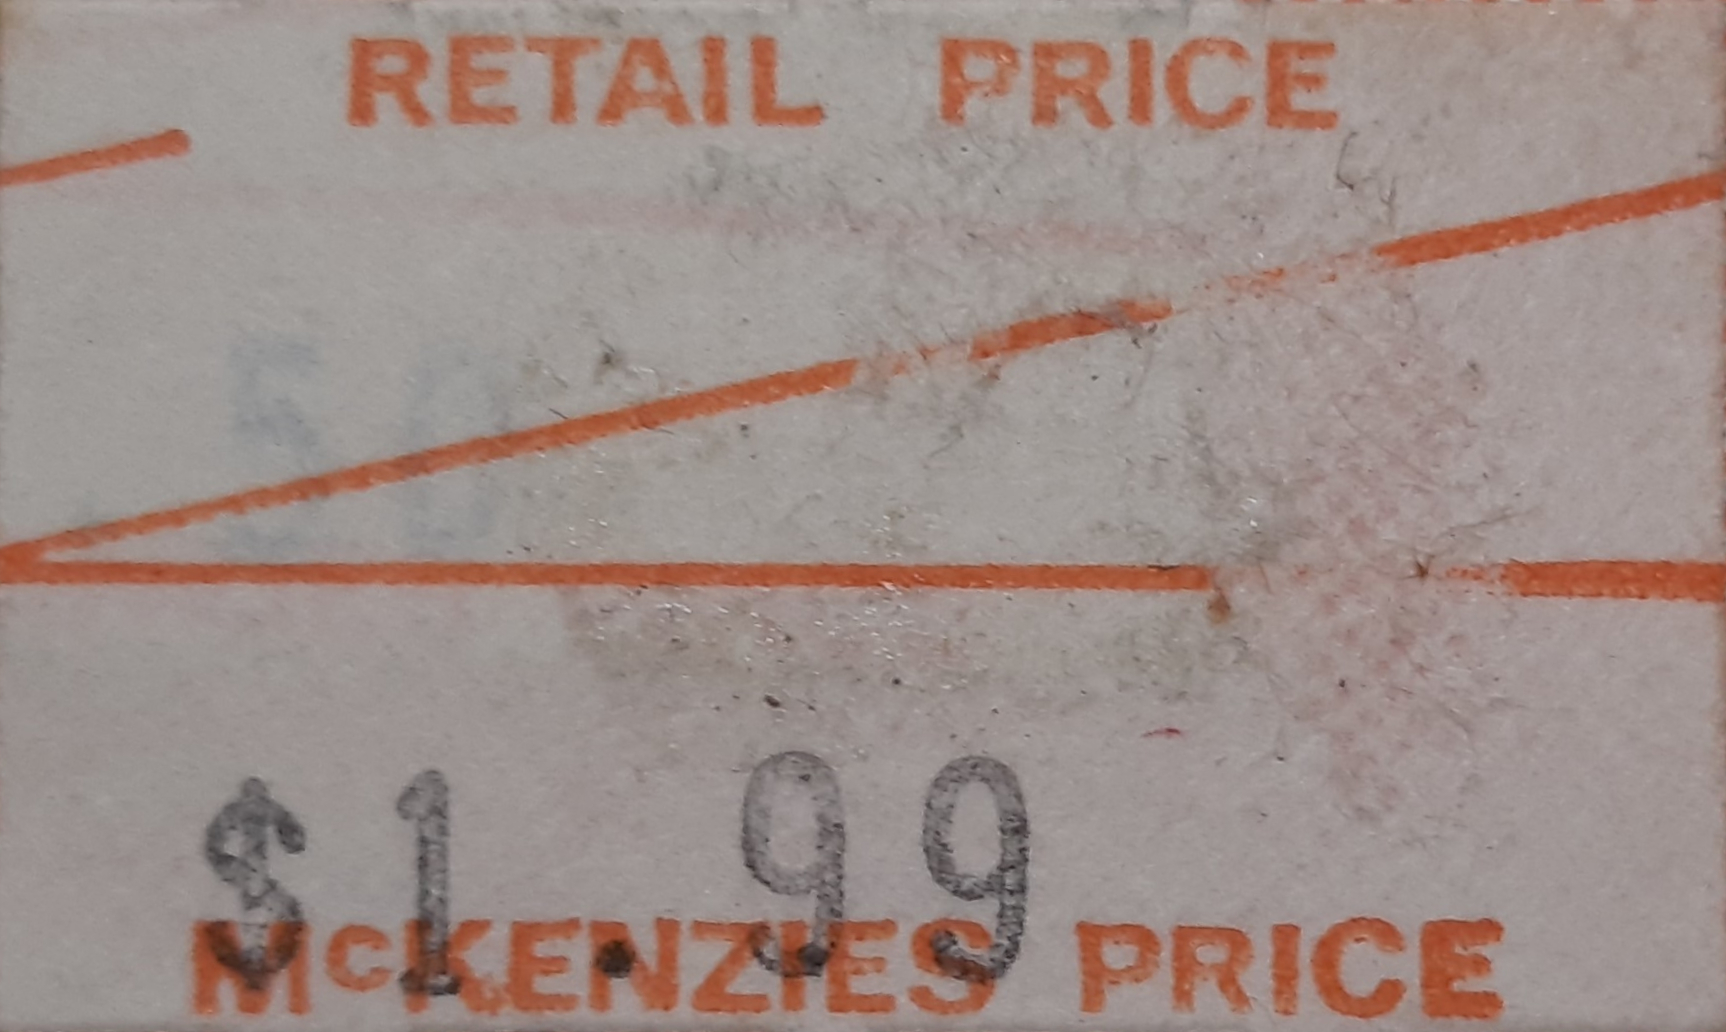 RETAIL PRICE
$1.99
McKENZIES PRICE